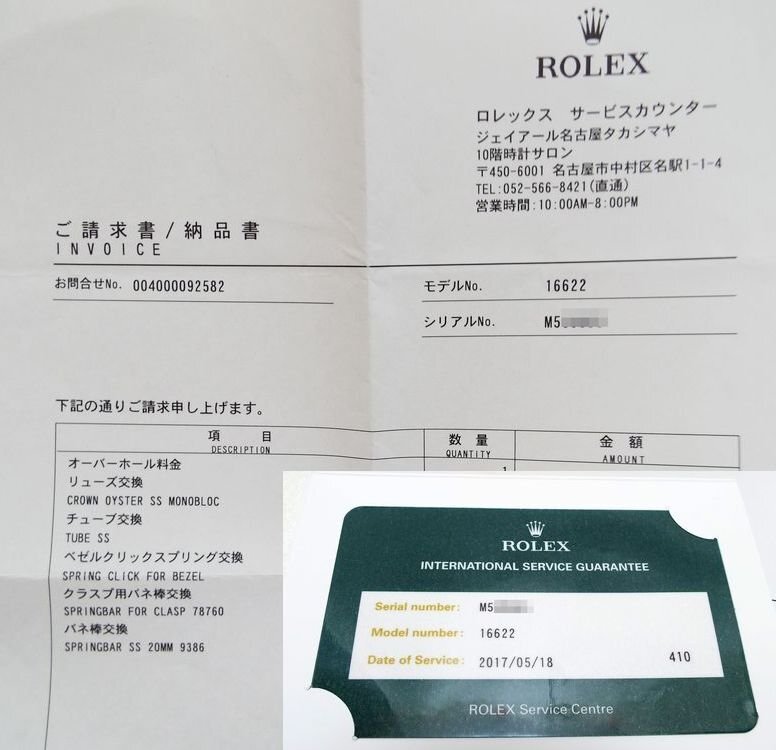 ROLEX
ロレックス サービスカウンター
ジェイアール名古屋タカシマヤ
10階時計サロン
〒450-6001 名古屋市中村区名駅1-1-4
TEL:052-566-8421(直通)
営業時間:10:00AM-8:00PM
ご請求書/納品書
INVOICE
お問合せNo. 004000092582
モデルNo. 16622
シリアルNo. M5
下記の通りご請求申し上げます。
項 目 数 量 金 額
DESCRIPTION QUANTITY AMOUNT
オーバーホール料金 1
リューズ交換
CROWN OYSTER SS MONOBLOC
チューブ交換
TUBE SS
ベゼルクリックスプリング交換
SPRING CLICK FOR BEZEL
クラスプ用バネ棒交換
SPRINGBAR FOR CLASP 78760
バネ棒交換
SPRINGBAR SS 20MM 9386
ROLEX
INTERNATIONAL SERVICE GUARANTEE
Serial number: M5
Model number: 16622
Date of Service: 2017/05/18 410
ROLEX Service Centre